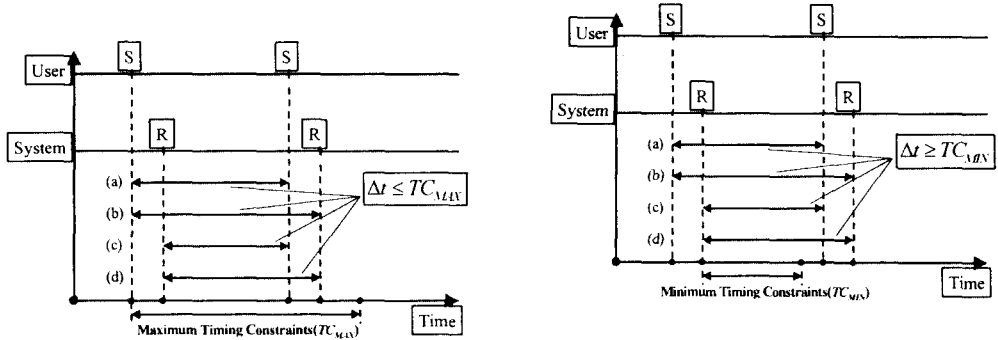 S S
User
R R
System
(a)
(b)
(c)
(d)
Δt ≤ TC_MAX
Time
Maximum Timing Constraints(TC_MAX)
S S
User
R R
System
(a)
(b)
(c)
(d)
Δt ≥ TC_MIN
Time
Minimum Timing Constraints(TC_MIN)